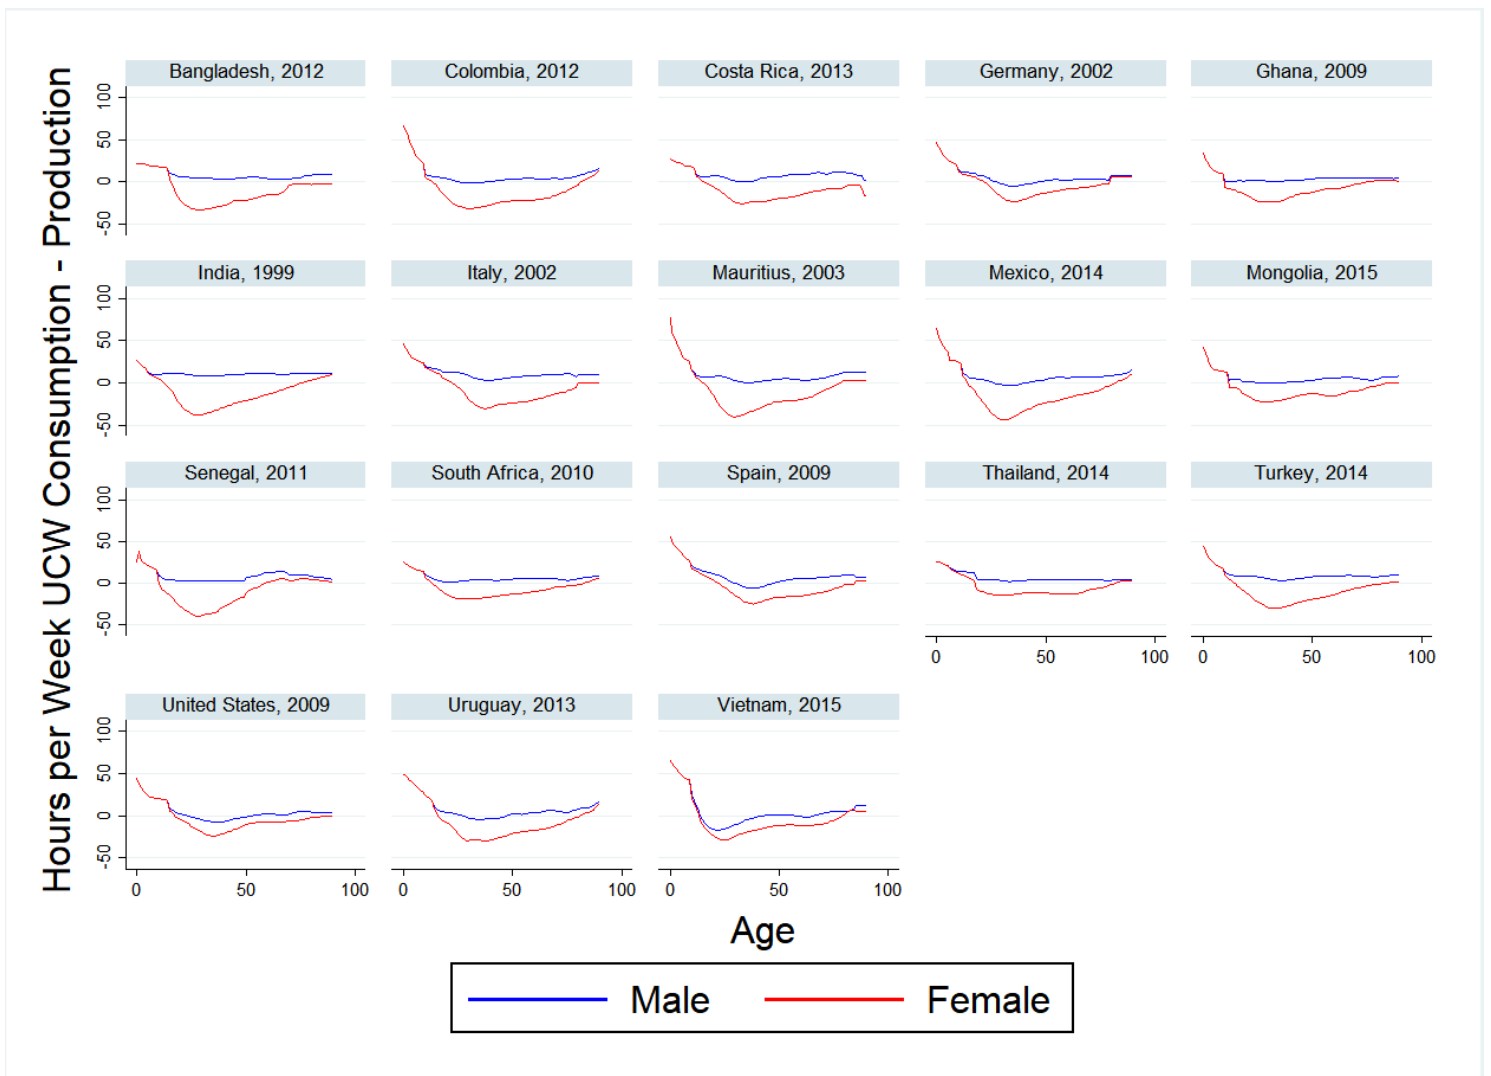 Hours per Week UCW Consumption - Production
Bangladesh, 2012
Colombia, 2012
Costa Rica, 2013
Germany, 2002
Ghana, 2009
100
50
0
-50
India, 1999
Italy, 2002
Mauritius, 2003
Mexico, 2014
Mongolia, 2015
100
50
0
-50
Senegal, 2011
South Africa, 2010
Spain, 2009
Thailand, 2014
Turkey, 2014
100
50
0
-50
0 50 100
0 50 100
United States, 2009
Uruguay, 2013
Vietnam, 2015
100
50
0
-50
0 50 100
0 50 100
0 50 100
Age
Male
Female